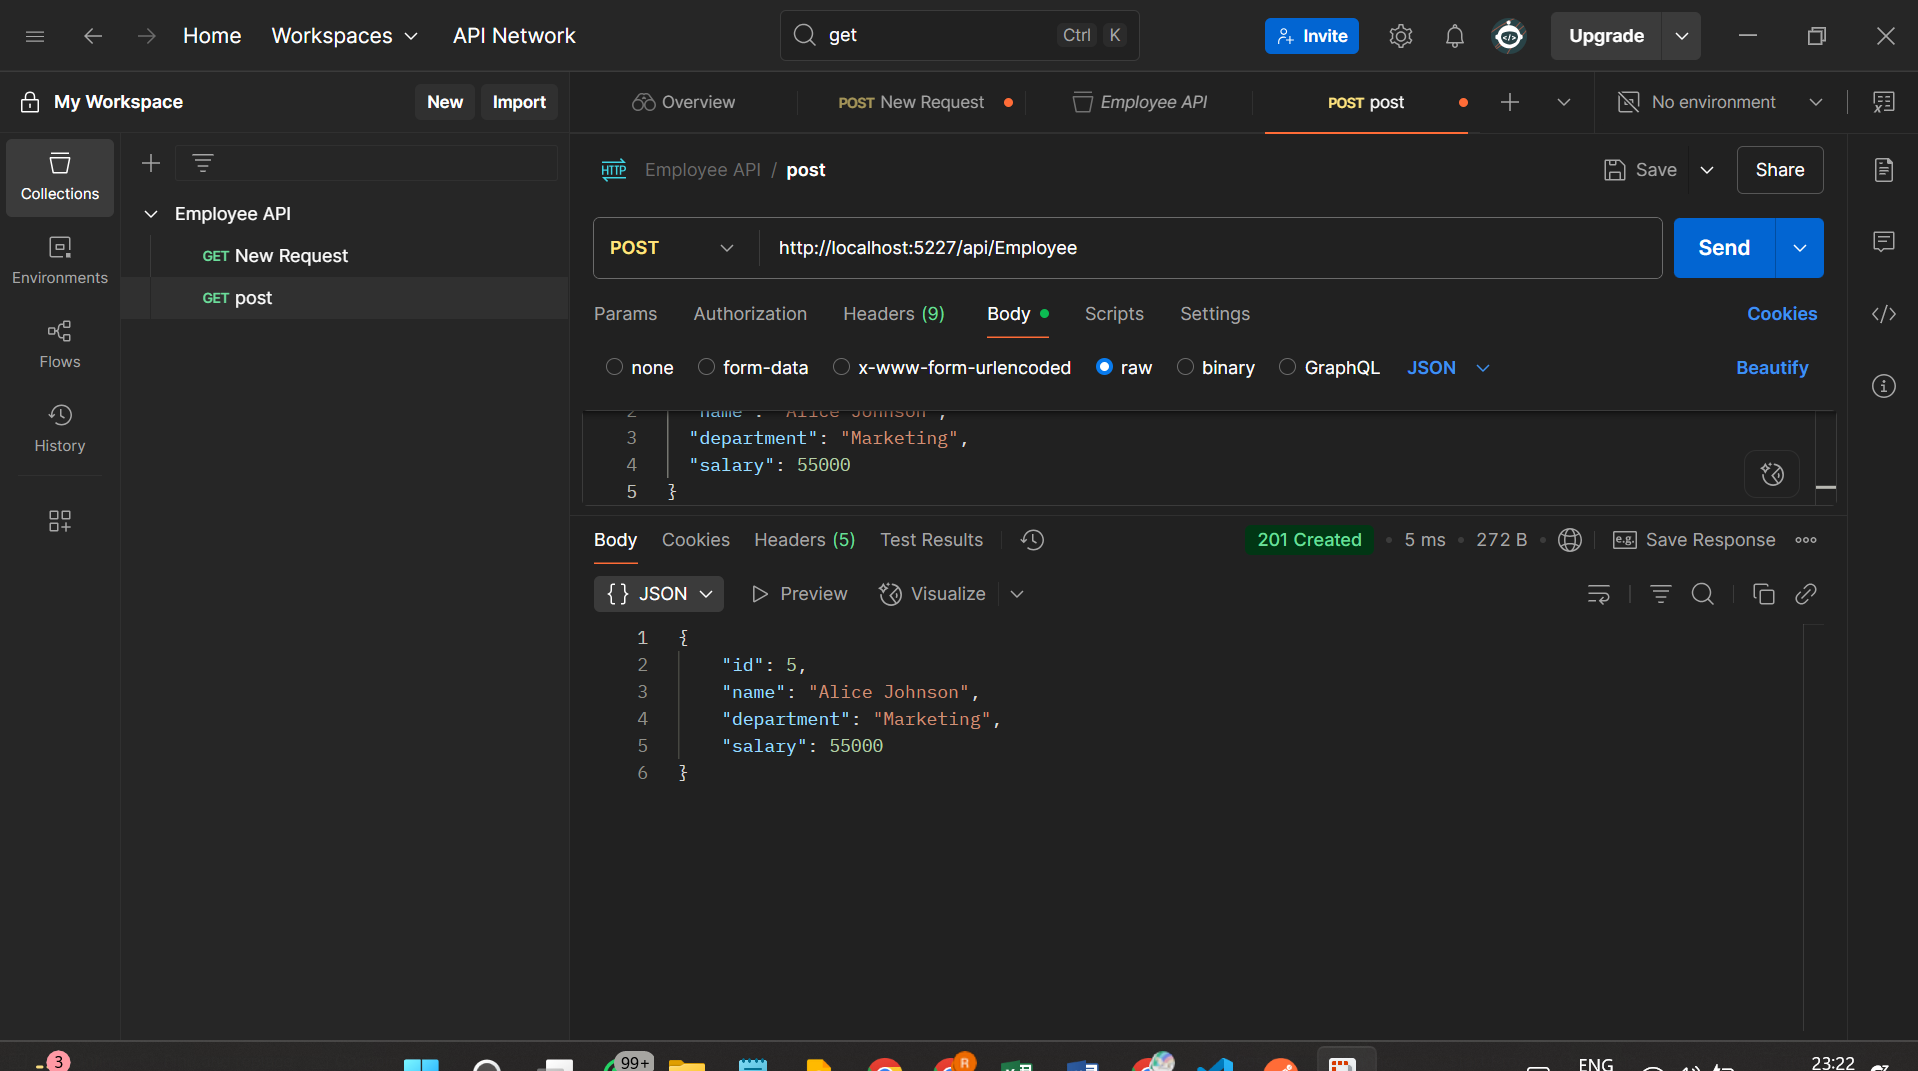 Home Workspaces API Network get Ctrl K Invite Upgrade
My Workspace New Import Overview POST New Request Employee API POST post No environment
Collections
Environments
Flows
History
Employee API
GET New Request
GET post
HTTP Employee API / post Save Share
POST http://localhost:5227/api/Employee Send
Params Authorization Headers (9) Body Scripts Settings Cookies
none form-data x-www-form-urlencoded raw binary GraphQL JSON Beautify
2 "name": "Alice Johnson",
3 "department": "Marketing",
4 "salary": 55000
5 }
Body Cookies Headers (5) Test Results 201 Created • 5 ms • 272 B • e.g. Save Response
{} JSON Preview Visualize
1 {
2 "id": 5,
3 "name": "Alice Johnson",
4 "department": "Marketing",
5 "salary": 55000
6 }
3 99+ R ENG 23:22